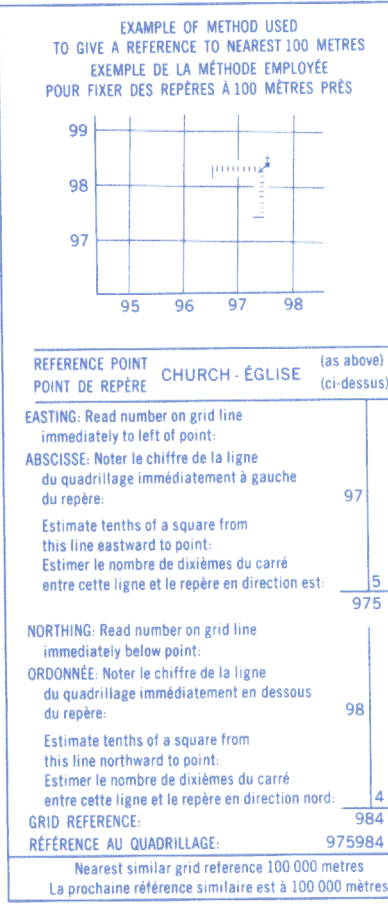 EXAMPLE OF METHOD USED
TO GIVE A REFERENCE TO NEAREST 100 METRES
EXEMPLE DE LA MÉTHODE EMPLOYÉE
POUR FIXER DES REPÈRES À 100 MÈTRES PRÈS
99
98
97
95 96 97 98
REFERENCE POINT
POINT DE REPÈRE
CHURCH - ÉGLISE
(as above)
(ci-dessus)
EASTING: Read number on grid line
immediately to left of point:
ABSCISSE: Noter le chiffre de la ligne
du quadrillage immédiatement à gauche
du repère: 97
Estimate tenths of a square from
this line eastward to point:
Estimer le nombre de dixièmes du carré
entre cette ligne et le repère en direction est: 5
975
NORTHING: Read number on grid line
immediately below point:
ORDONNÉE: Noter le chiffre de la ligne
du quadrillage immédiatement en dessous
du repère: 98
Estimate tenths of a square from
this line northward to point:
Estimer le nombre de dixièmes du carré
entre cette ligne et le repère en direction nord: 4
GRID REFERENCE: 984
RÉFÉRENCE AU QUADRILLAGE: 975984
Nearest similar grid reference 100 000 metres
La prochaine référence similaire est à 100 000 mètres